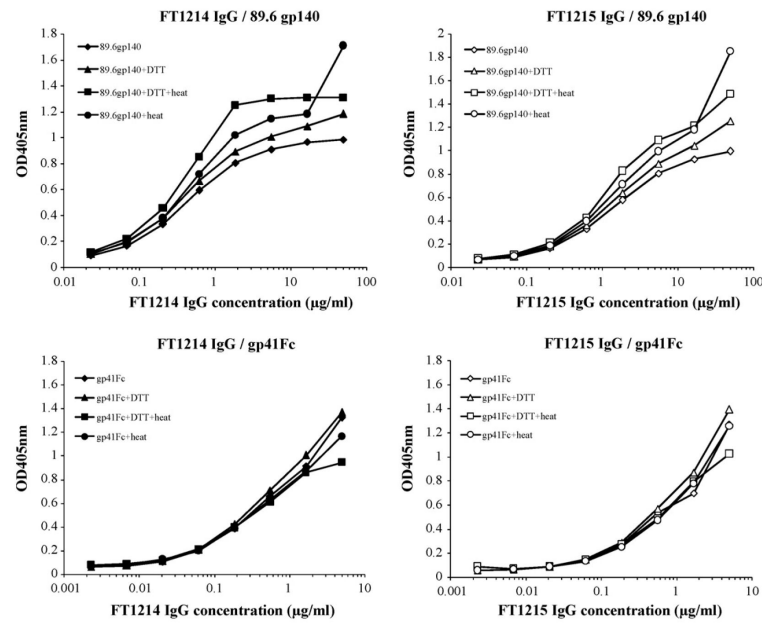 FT1214 IgG / 89.6 gp140
1.8
1.6
1.4
1.2
1
0.8
0.6
0.4
0.2
0
OD405nm
89.6gp140
89.6gp140+DTT
89.6gp140+DTT+heat
89.6gp140+heat
0.01
0.1
1
10
100
FT1214 IgG concentration (µg/ml)
FT1215 IgG / 89.6 gp140
2
1.8
1.6
1.4
1.2
1
0.8
0.6
0.4
0.2
0
OD405nm
89.6gp140
89.6gp140+DTT
89.6gp140+DTT+heat
89.6gp140+heat
0.01
0.1
1
10
100
FT1215 IgG concentration (µg/ml)
FT1214 IgG / gp41Fc
1.8
1.6
1.4
1.2
1
0.8
0.6
0.4
0.2
0
OD405nm
gp41Fc
gp41Fc+DTT
gp41Fc+DTT+heat
gp41Fc+heat
0.001
0.01
0.1
1
10
FT1214 IgG concentration (µg/ml)
FT1215 IgG / gp41Fc
1.8
1.6
1.4
1.2
1
0.8
0.6
0.4
0.2
0
OD405nm
gp41Fc
gp41Fc+DTT
gp41Fc+DTT+heat
gp41Fc+heat
0.001
0.01
0.1
1
10
FT1215 IgG concentration (µg/ml)